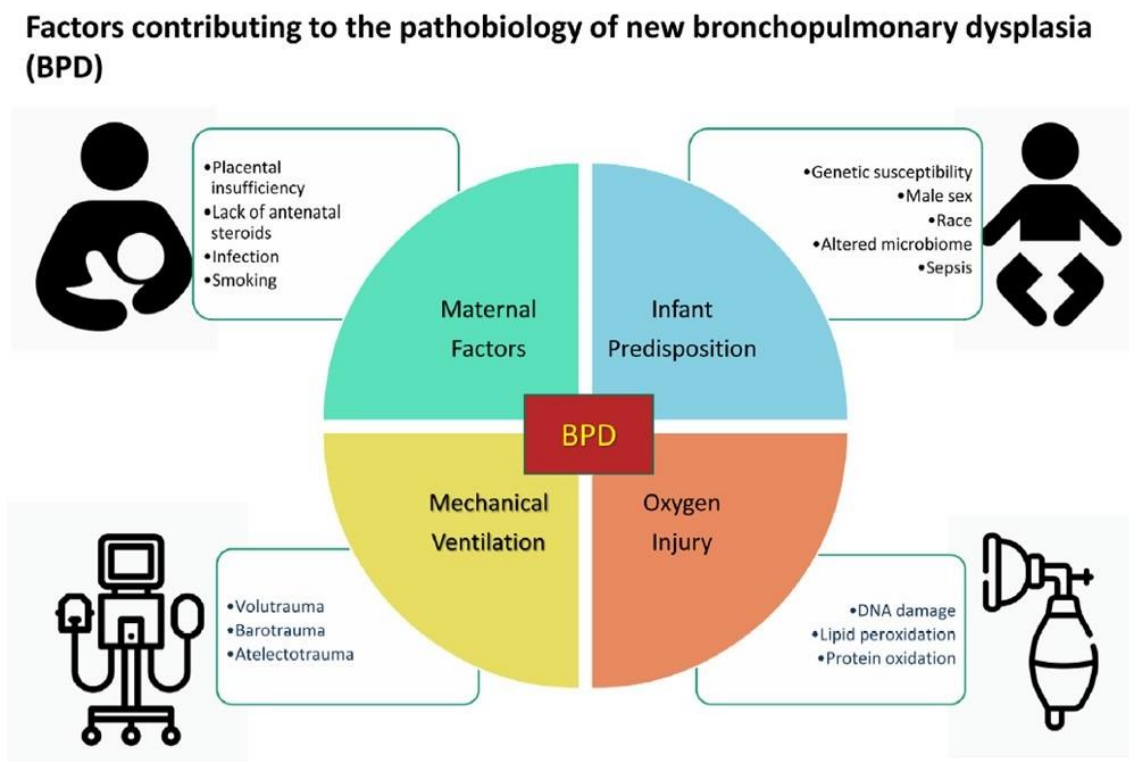 Factors contributing to the pathobiology of new bronchopulmonary dysplasia
(BPD)
•Placental
insufficiency
•Lack of antenatal
steroids
•Infection
•Smoking
•Genetic susceptibility
•Male sex
•Race
•Altered microbiome
•Sepsis
Maternal
Factors
Infant
Predisposition
BPD
Mechanical
Ventilation
Oxygen
Injury
•Volutrauma
•Barotrauma
•Atelectotrauma
•DNA damage
•Lipid peroxidation
•Protein oxidation